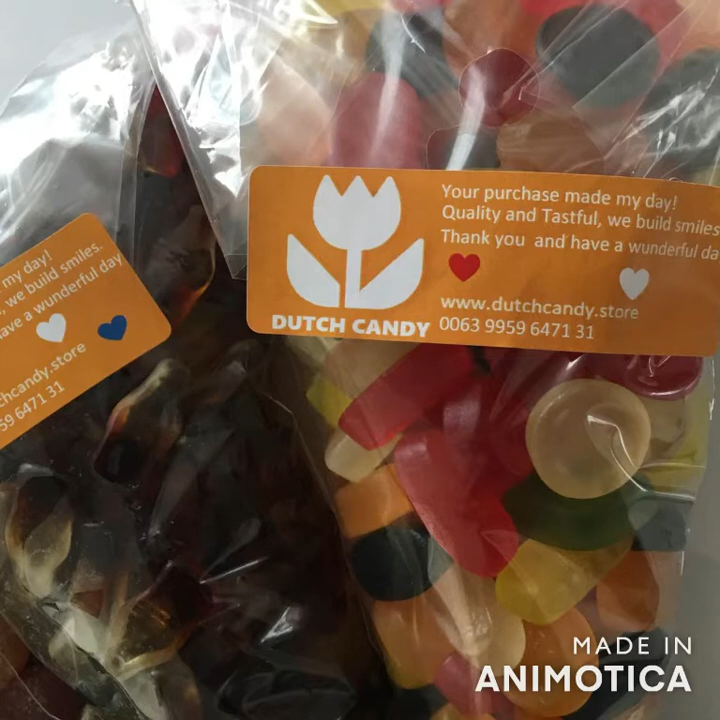 my day!
, we build smiles.
ave a wunderful day
chcandy.store
59 6471 31
DUTCH CANDY
Your purchase made my day!
Quality and Tastful, we build smiles
Thank you and have a wunderful da
www.dutchcandy.store
0063 9959 6471 31
MADE IN
ANIMOTICA